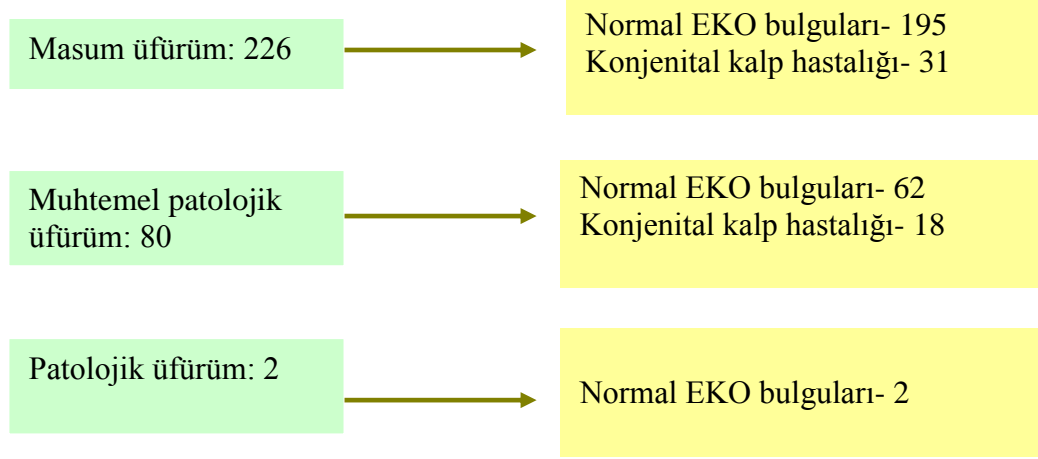 Masum üfürüm: 226
Normal EKO bulguları- 195
Konjenital kalp hastalığı- 31
Muhtemel patolojik
üfürüm: 80
Normal EKO bulguları- 62
Konjenital kalp hastalığı- 18
Patolojik üfürüm: 2
Normal EKO bulguları- 2